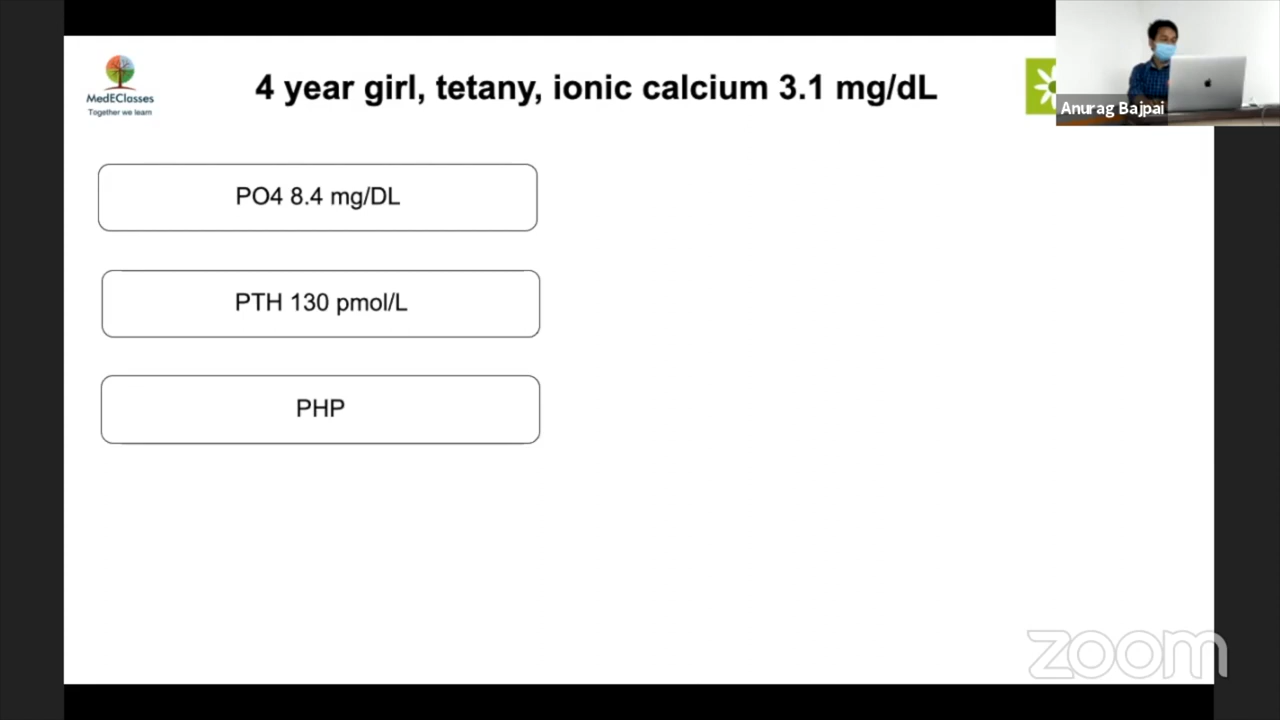 MedEClasses
Together we learn
4 year girl, tetany, ionic calcium 3.1 mg/dL
Anurag Bajpai
PO4 8.4 mg/DL
PTH 130 pmol/L
PHP
zoom